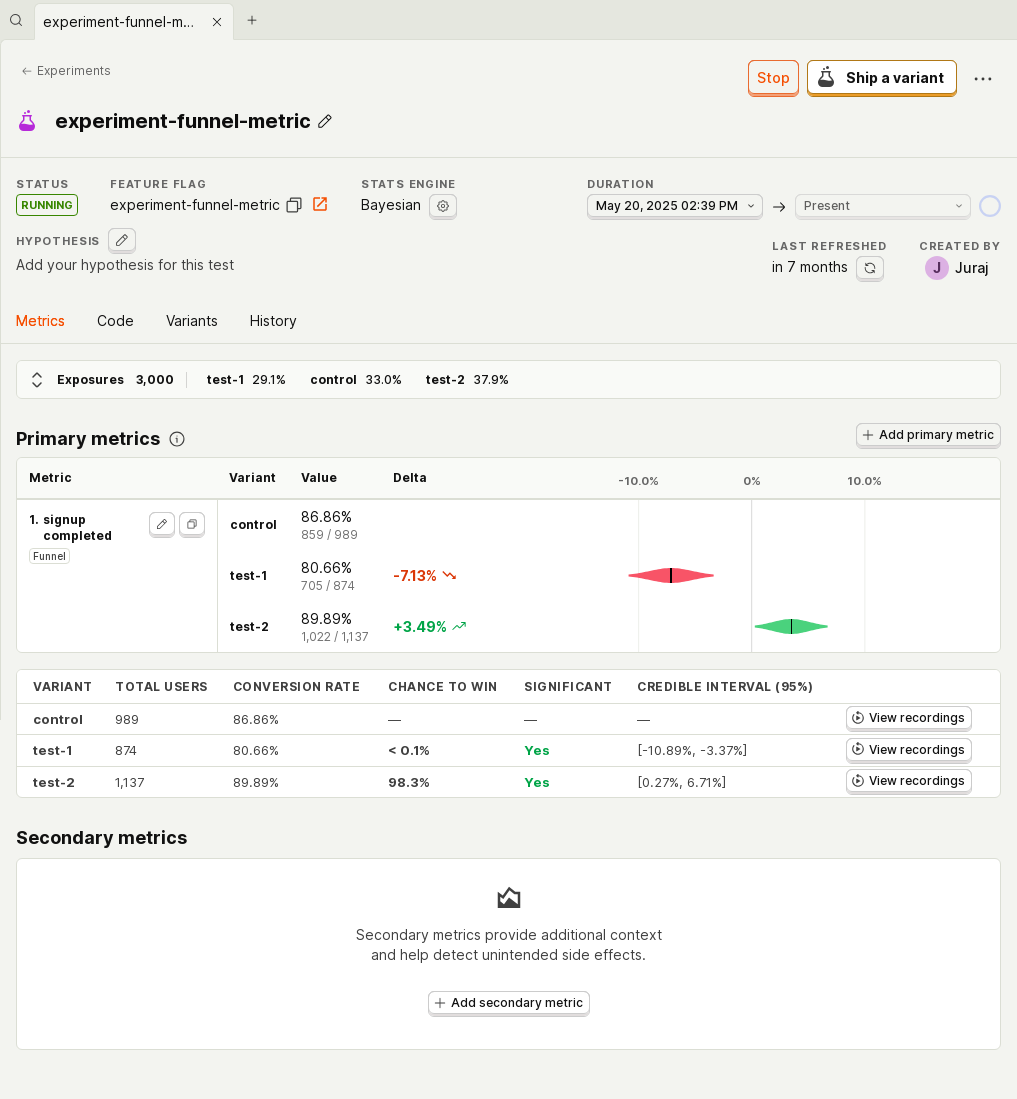 experiment-funnel-m...
Experiments
Stop
Ship a variant
experiment-funnel-metric
STATUS
FEATURE FLAG
STATS ENGINE
DURATION
RUNNING
experiment-funnel-metric
Bayesian
May 20, 2025 02:39 PM
Present
HYPOTHESIS
LAST REFRESHED
CREATED BY
Add your hypothesis for this test
in 7 months
J
Juraj
Metrics
Code
Variants
History
Exposures 3,000 test-1 29.1% control 33.0% test-2 37.9%
Primary metrics
Add primary metric
Metric Variant Value Delta -10.0% 0% 10.0%
1. signup completed
Funnel
control 86.86%
859 / 989
test-1 80.66% -7.13%
705 / 874
test-2 89.89% +3.49%
1,022 / 1,137
VARIANT TOTAL USERS CONVERSION RATE CHANCE TO WIN SIGNIFICANT CREDIBLE INTERVAL (95%)
control 989 86.86% — — — View recordings
test-1 874 80.66% < 0.1% Yes [-10.89%, -3.37%] View recordings
test-2 1,137 89.89% 98.3% Yes [0.27%, 6.71%] View recordings
Secondary metrics
Secondary metrics provide additional context
and help detect unintended side effects.
Add secondary metric